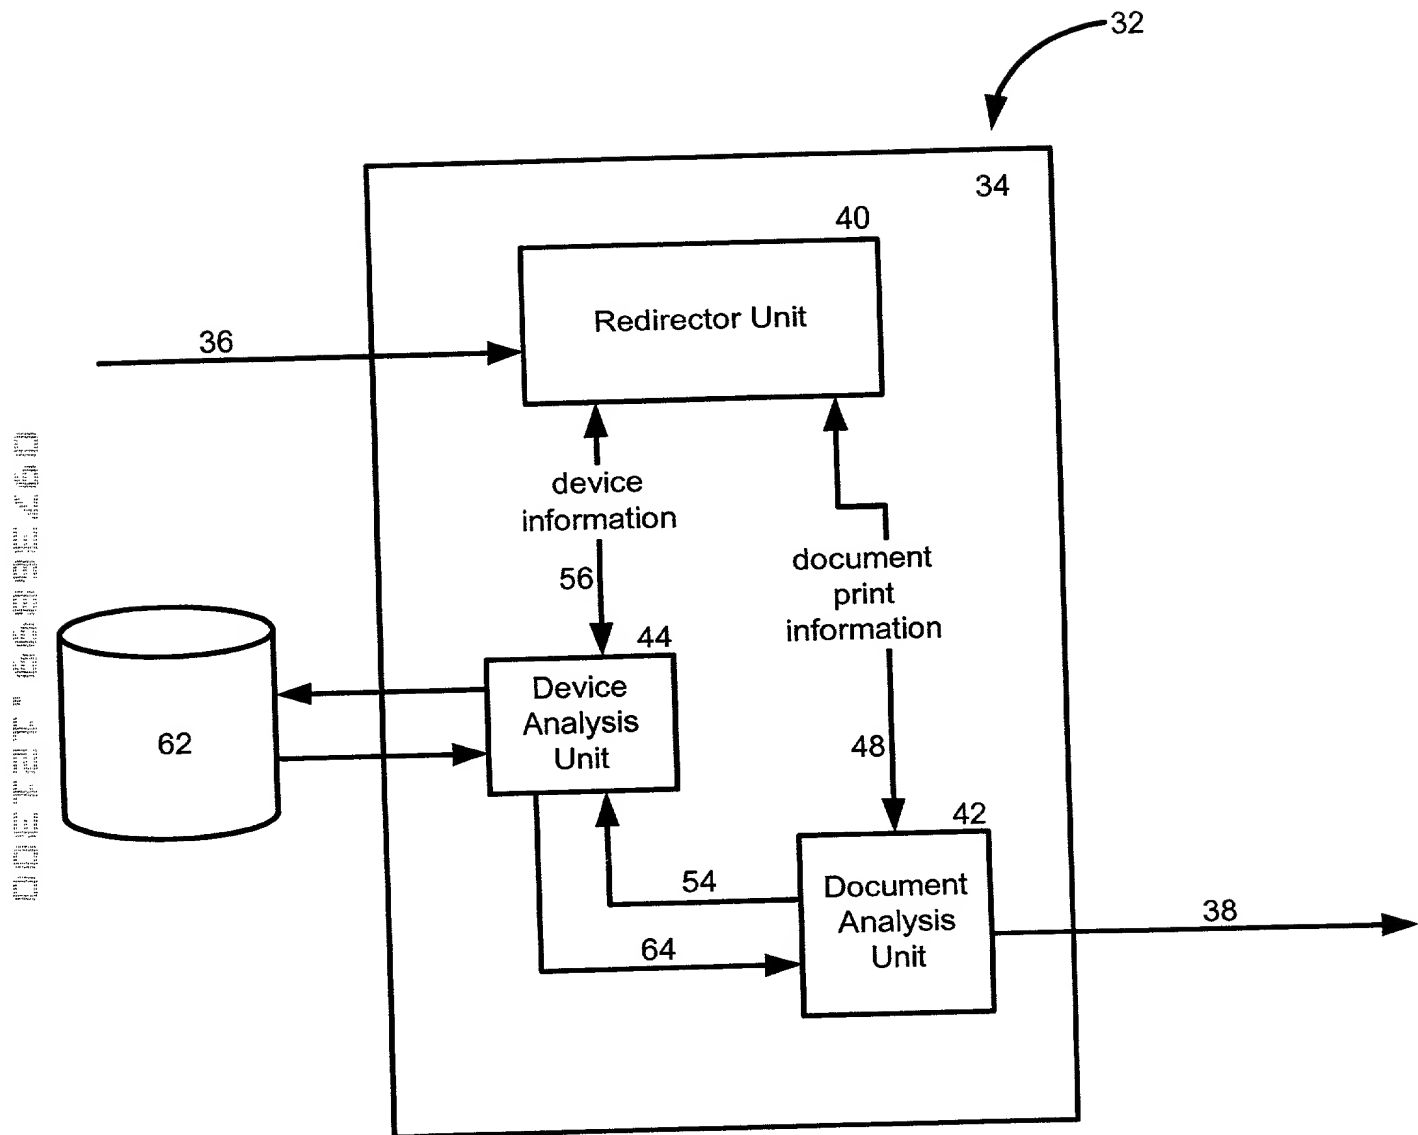 32
34
40
Redirector Unit
36
device
information
56
document
print
information
44
Device
Analysis
Unit
62
48
42
54
Document
Analysis
Unit
38
64